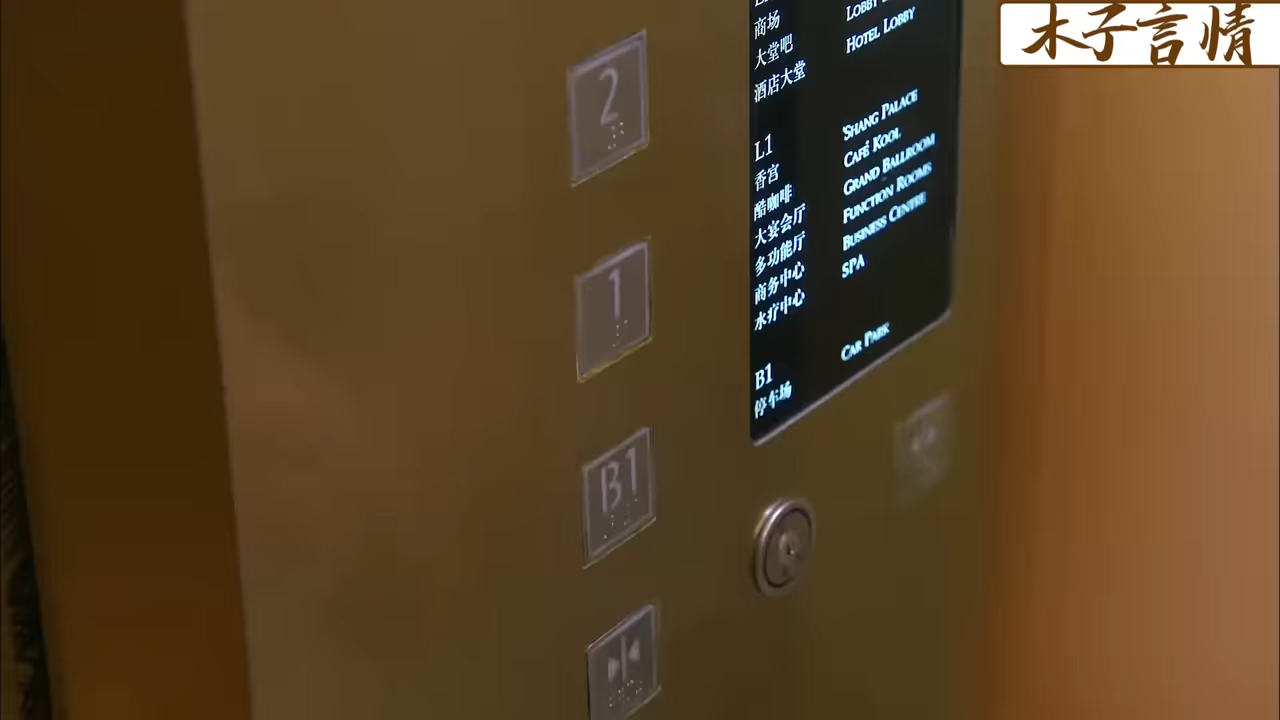 木子言情
商场
大堂吧
酒店大堂
HOTEL LOBBY
L1
香宫
酷咖啡
大宴会厅
多功能厅
商务中心
水疗中心
SHANG PALACE
CAFÉ KOOL
GRAND BALLROOM
FUNCTION ROOMS
BUSINESS CENTRE
SPA
B1
停车场
CAR PARK
2
1
B1